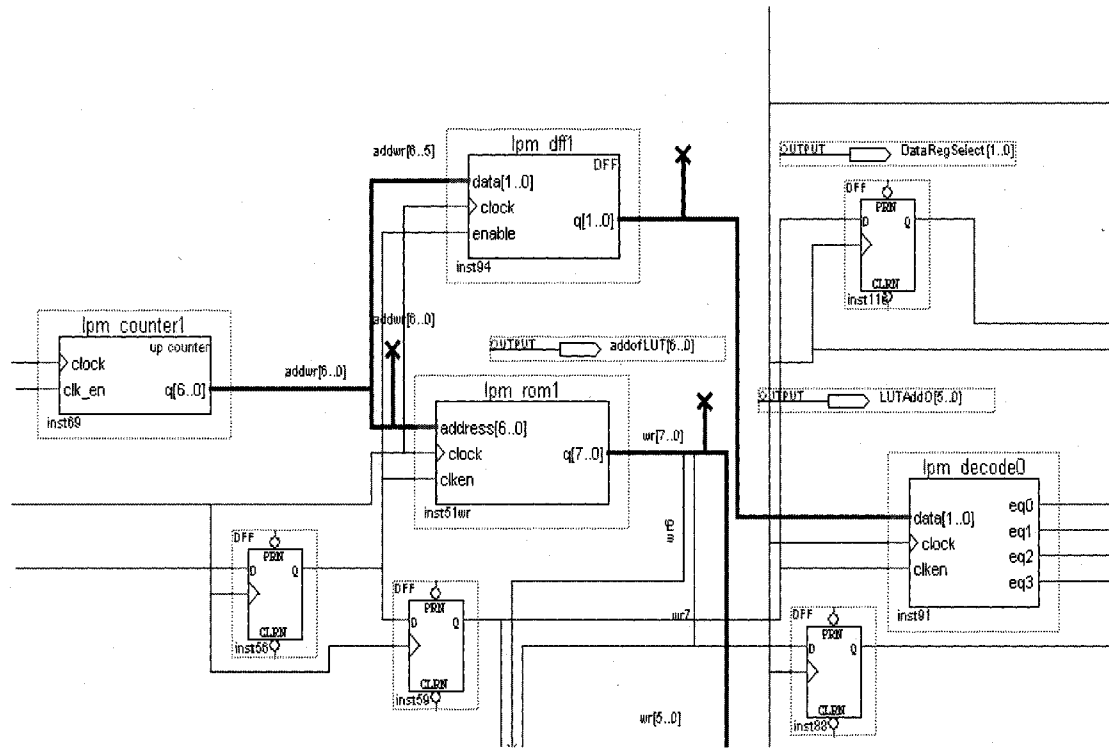 lpm_dff1
addwr[6..5]
DFF
data[1..0]
clock
q[1..0]
enable
inst94
OUTPUT
DataRegSelect[1..0]
DFF
PRN
D
Q
CLRN
addwr[6..0]
lpm_counter1
up counter
clock
addwr[6..0]
clk_en
q[6..0]
inst69
OUTPUT
addofLUT[6..0]
OUTPUT
LUTAddO[5..0]
lpm_rom1
address[6..0]
wr[7..0]
clock
q[7..0]
clken
inst51wr
lpm_decode0
data[1..0]
eq0
clock
eq1
clken
eq2
eq3
inst91
wr6
wr7
wr[5..0]
DFF
PRN
D
Q
CLRN
inst58
DFF
PRN
D
Q
CLRN
inst59
DFF
PRN
D
Q
CLRN
inst88